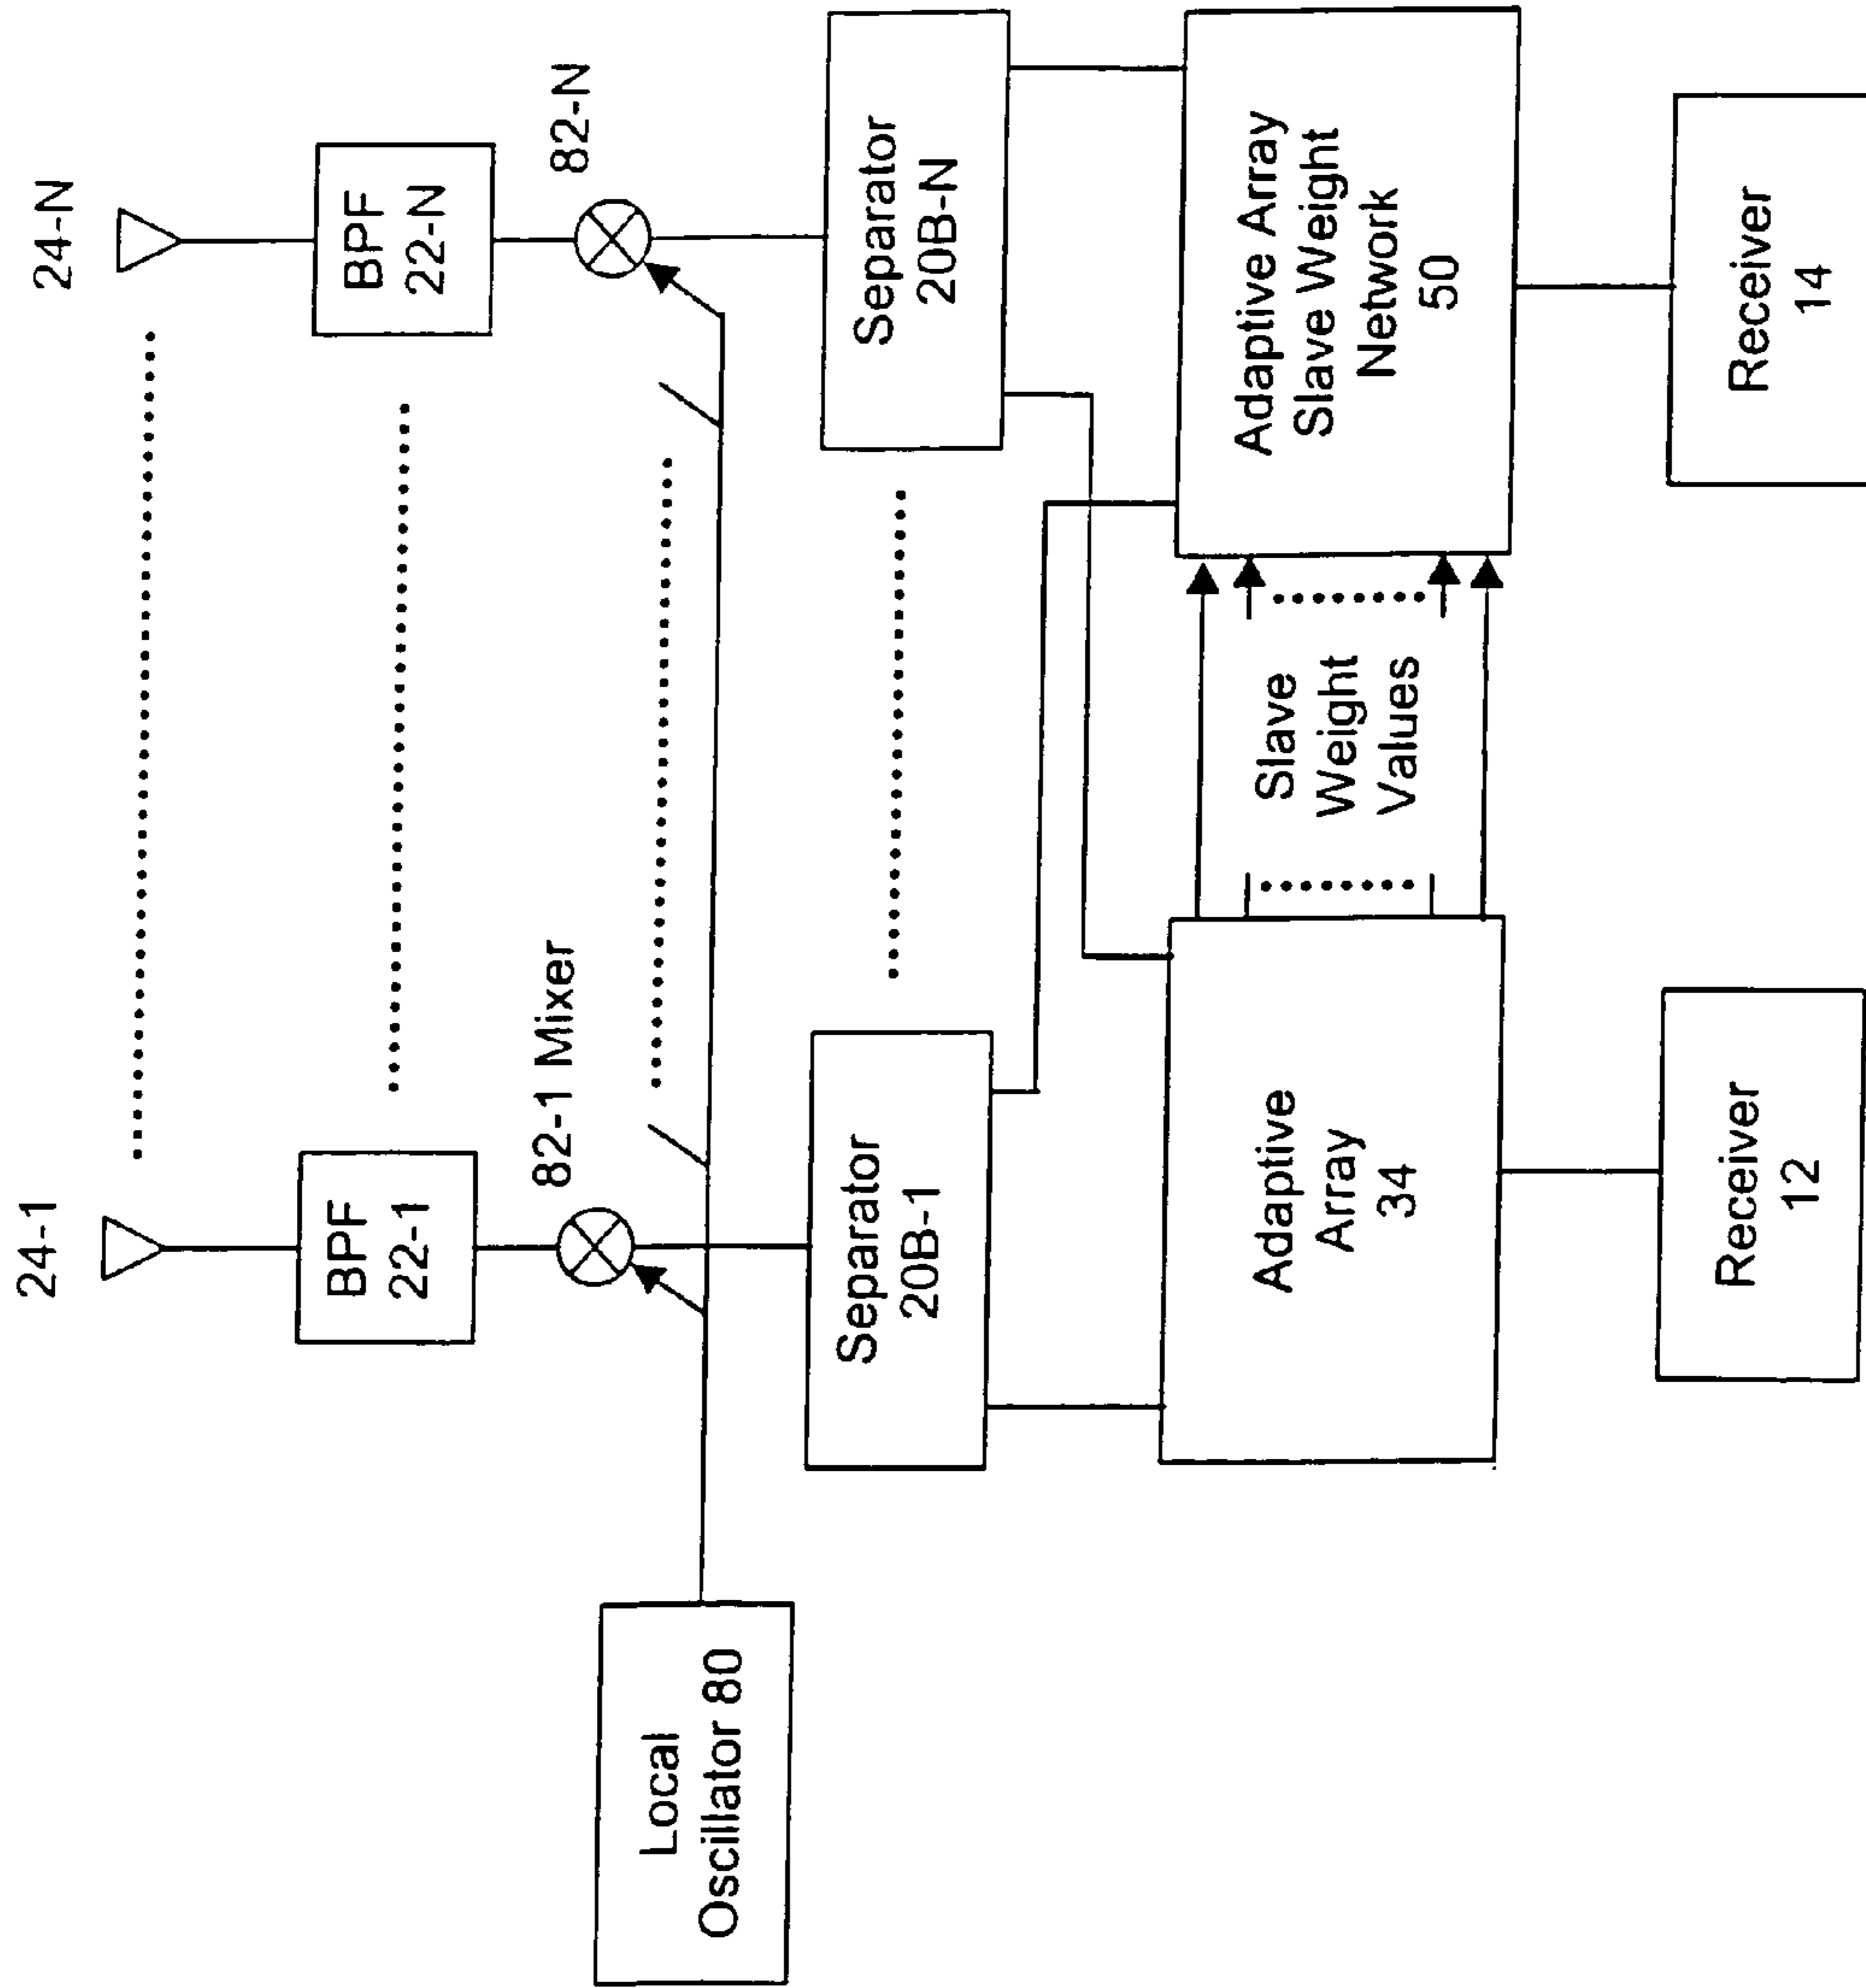 24-1
24-N
BPF
22-1
BPF
22-N
82-1 Mixer
82-N
Local
Oscillator 80
Separator
20B-1
Separator
20B-N
Adaptive
Array
34
Slave
Weight
Values
Adaptive Array
Slave Weight
Network
50
Receiver
12
Receiver
14